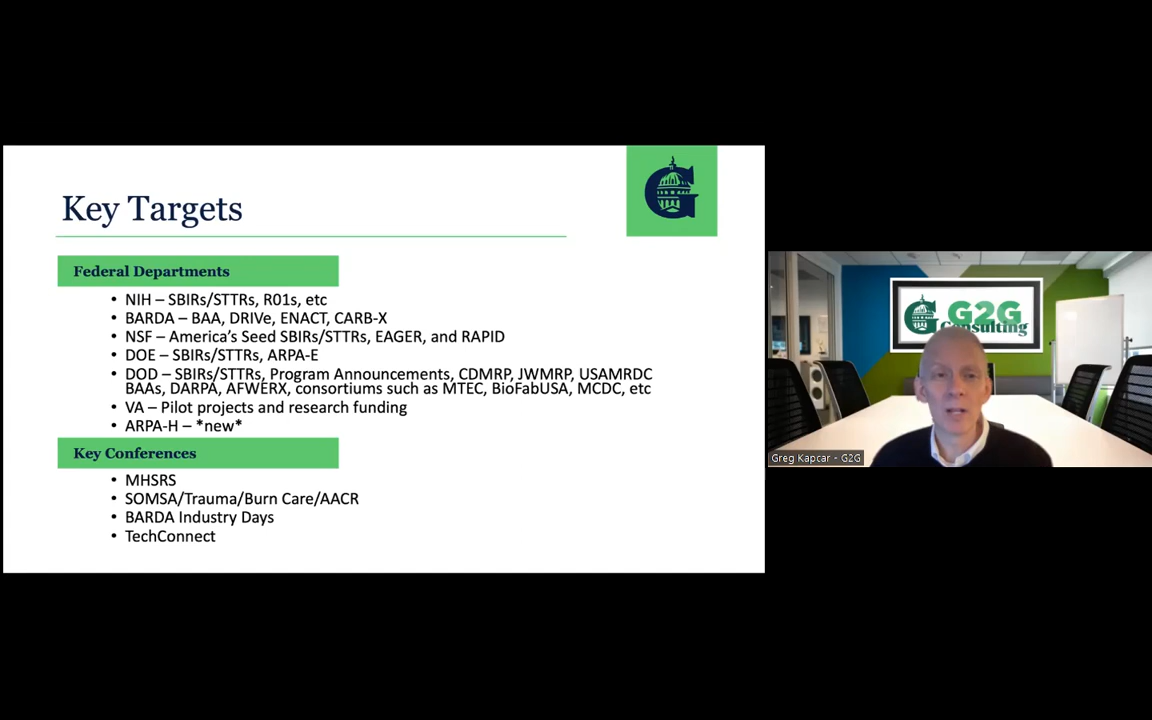 Key Targets
Federal Departments
• NIH – SBIRs/STTRs, R01s, etc
• BARDA – BAA, DRIVe, ENACT, CARB-X
• NSF – America's Seed SBIRs/STTRs, EAGER, and RAPID
• DOE – SBIRs/STTRs, ARPA-E
• DOD – SBIRs/STTRs, Program Announcements, CDMRP, JWMRP, USAMRDC
BAAs, DARPA, AFWERX, consortiums such as MTEC, BioFabUSA, MCDC, etc
• VA – Pilot projects and research funding
• ARPA-H – *new*
Key Conferences
• MHSRS
• SOMSA/Trauma/Burn Care/AACR
• BARDA Industry Days
• TechConnect
G2G
Consulting
Greg Kapcar - G2G